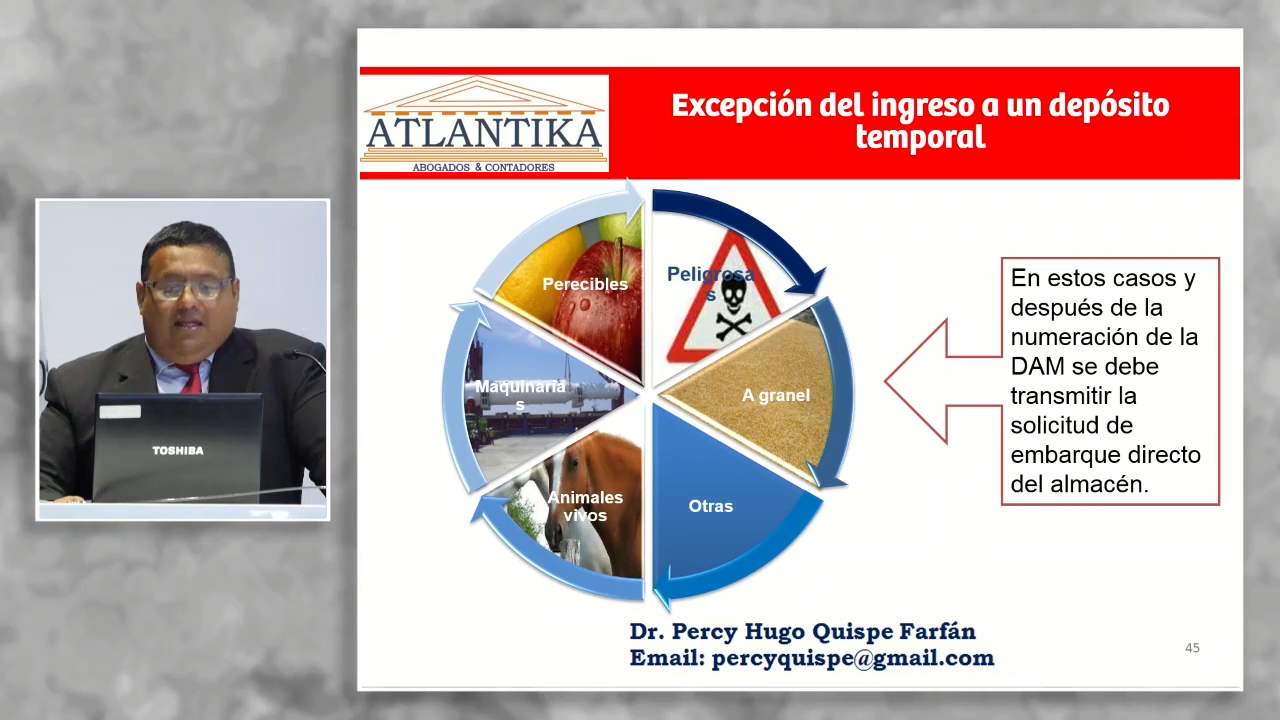 Excepción del ingreso a un depósito
temporal
ATLANTIKA
ABOGADOS & CONTADORES
Perecibles
Peligrosa
s
Maquinaria
s
A granel
Animales
vivos
Otras
En estos casos y
después de la
numeración de la
DAM se debe
transmitir la
solicitud de
embarque directo
del almacén.
TOSHIBA
Dr. Percy Hugo Quispe Farfán
Email: percyquispe@gmail.com
45